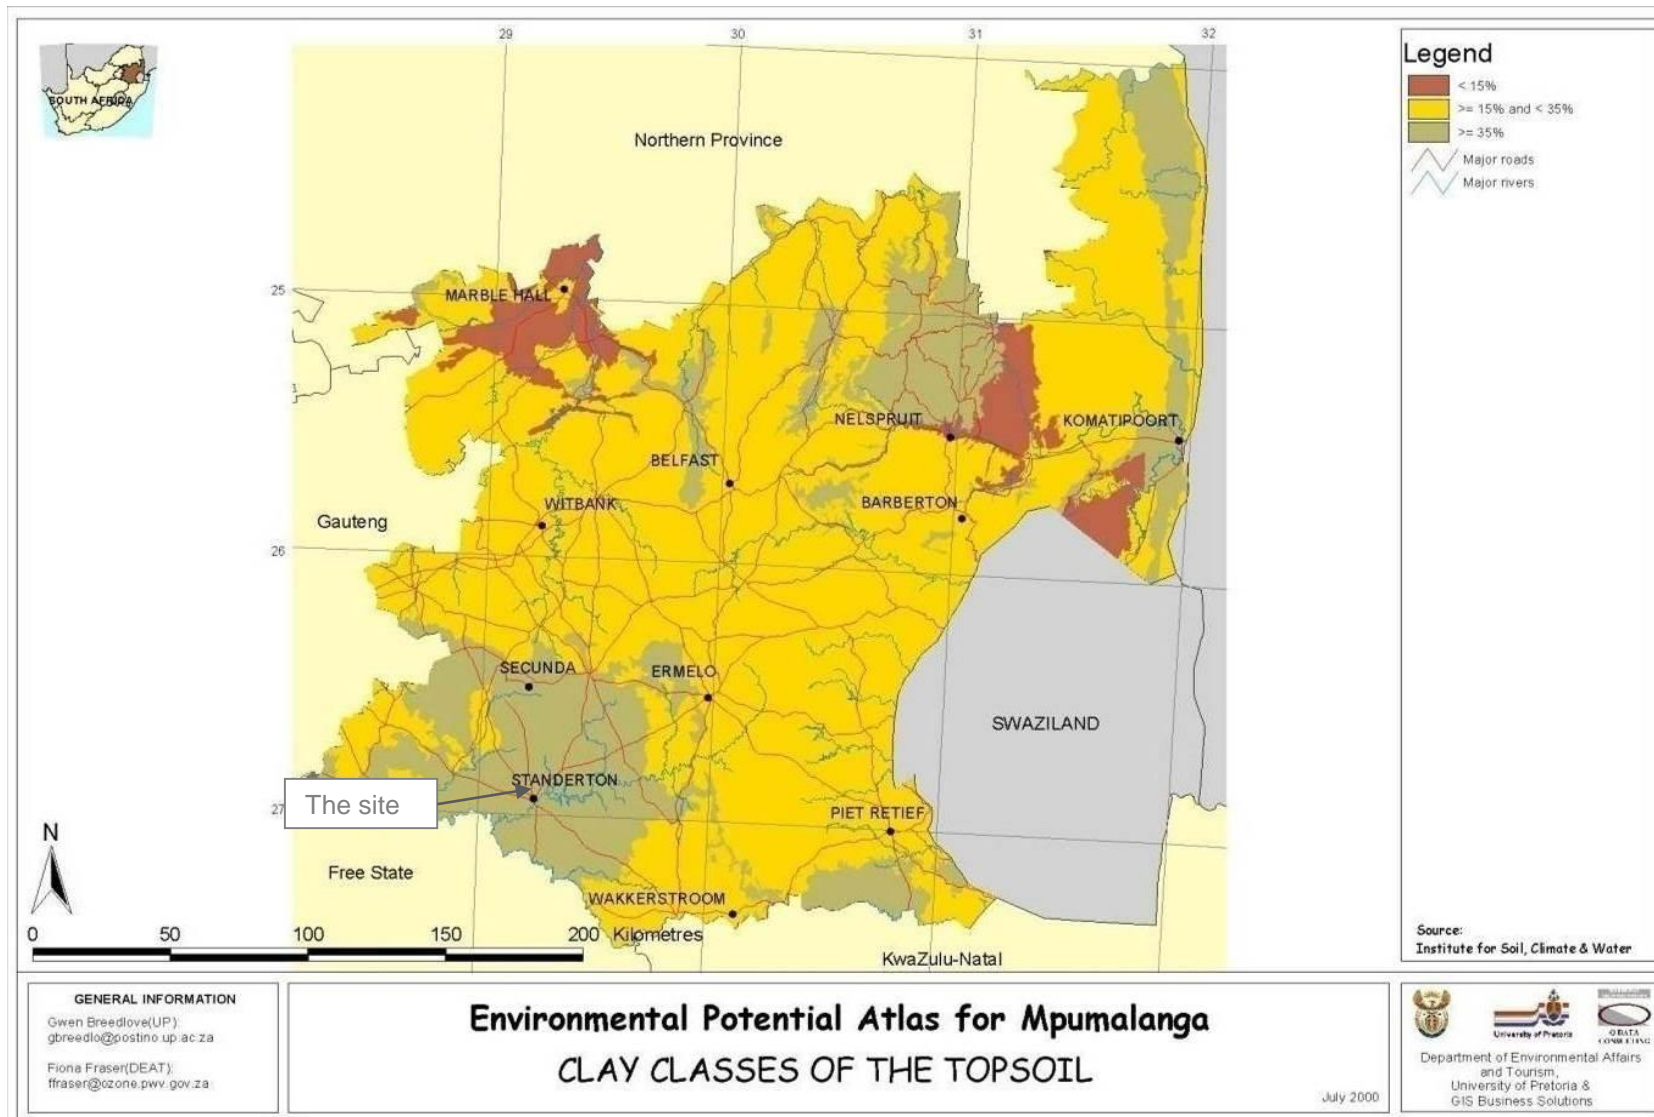 29
30
31
32
SOUTH AFRICA
Northern Province
25
MARBLE HALL
NELSPRUIT
KOMATIPOORT
BELFAST
BARBERTON
WITBANK
Gauteng
26
SECUNDA
ERMELO
SWAZILAND
STANDERTON
The site
27
PIET RETIEF
N
Free State
WAKKERSTROOM
0 50 100 150 200 Kilometres
KwaZulu-Natal
Legend
< 15%
>= 15% and < 35%
>= 35%
Major roads
Major rivers
Source:
Institute for Soil, Climate & Water
GENERAL INFORMATION
Gwen Breedlove(UP):
gbreedlo@postino.up.ac.za
Fiona Fraser(DEAT):
ffraser@ozone.pwv.gov.za
Environmental Potential Atlas for Mpumalanga
CLAY CLASSES OF THE TOPSOIL
July 2000
University of Pretoria
CONSULTING
Department of Environmental Affairs
and Tourism,
University of Pretoria &
GIS Business Solutions